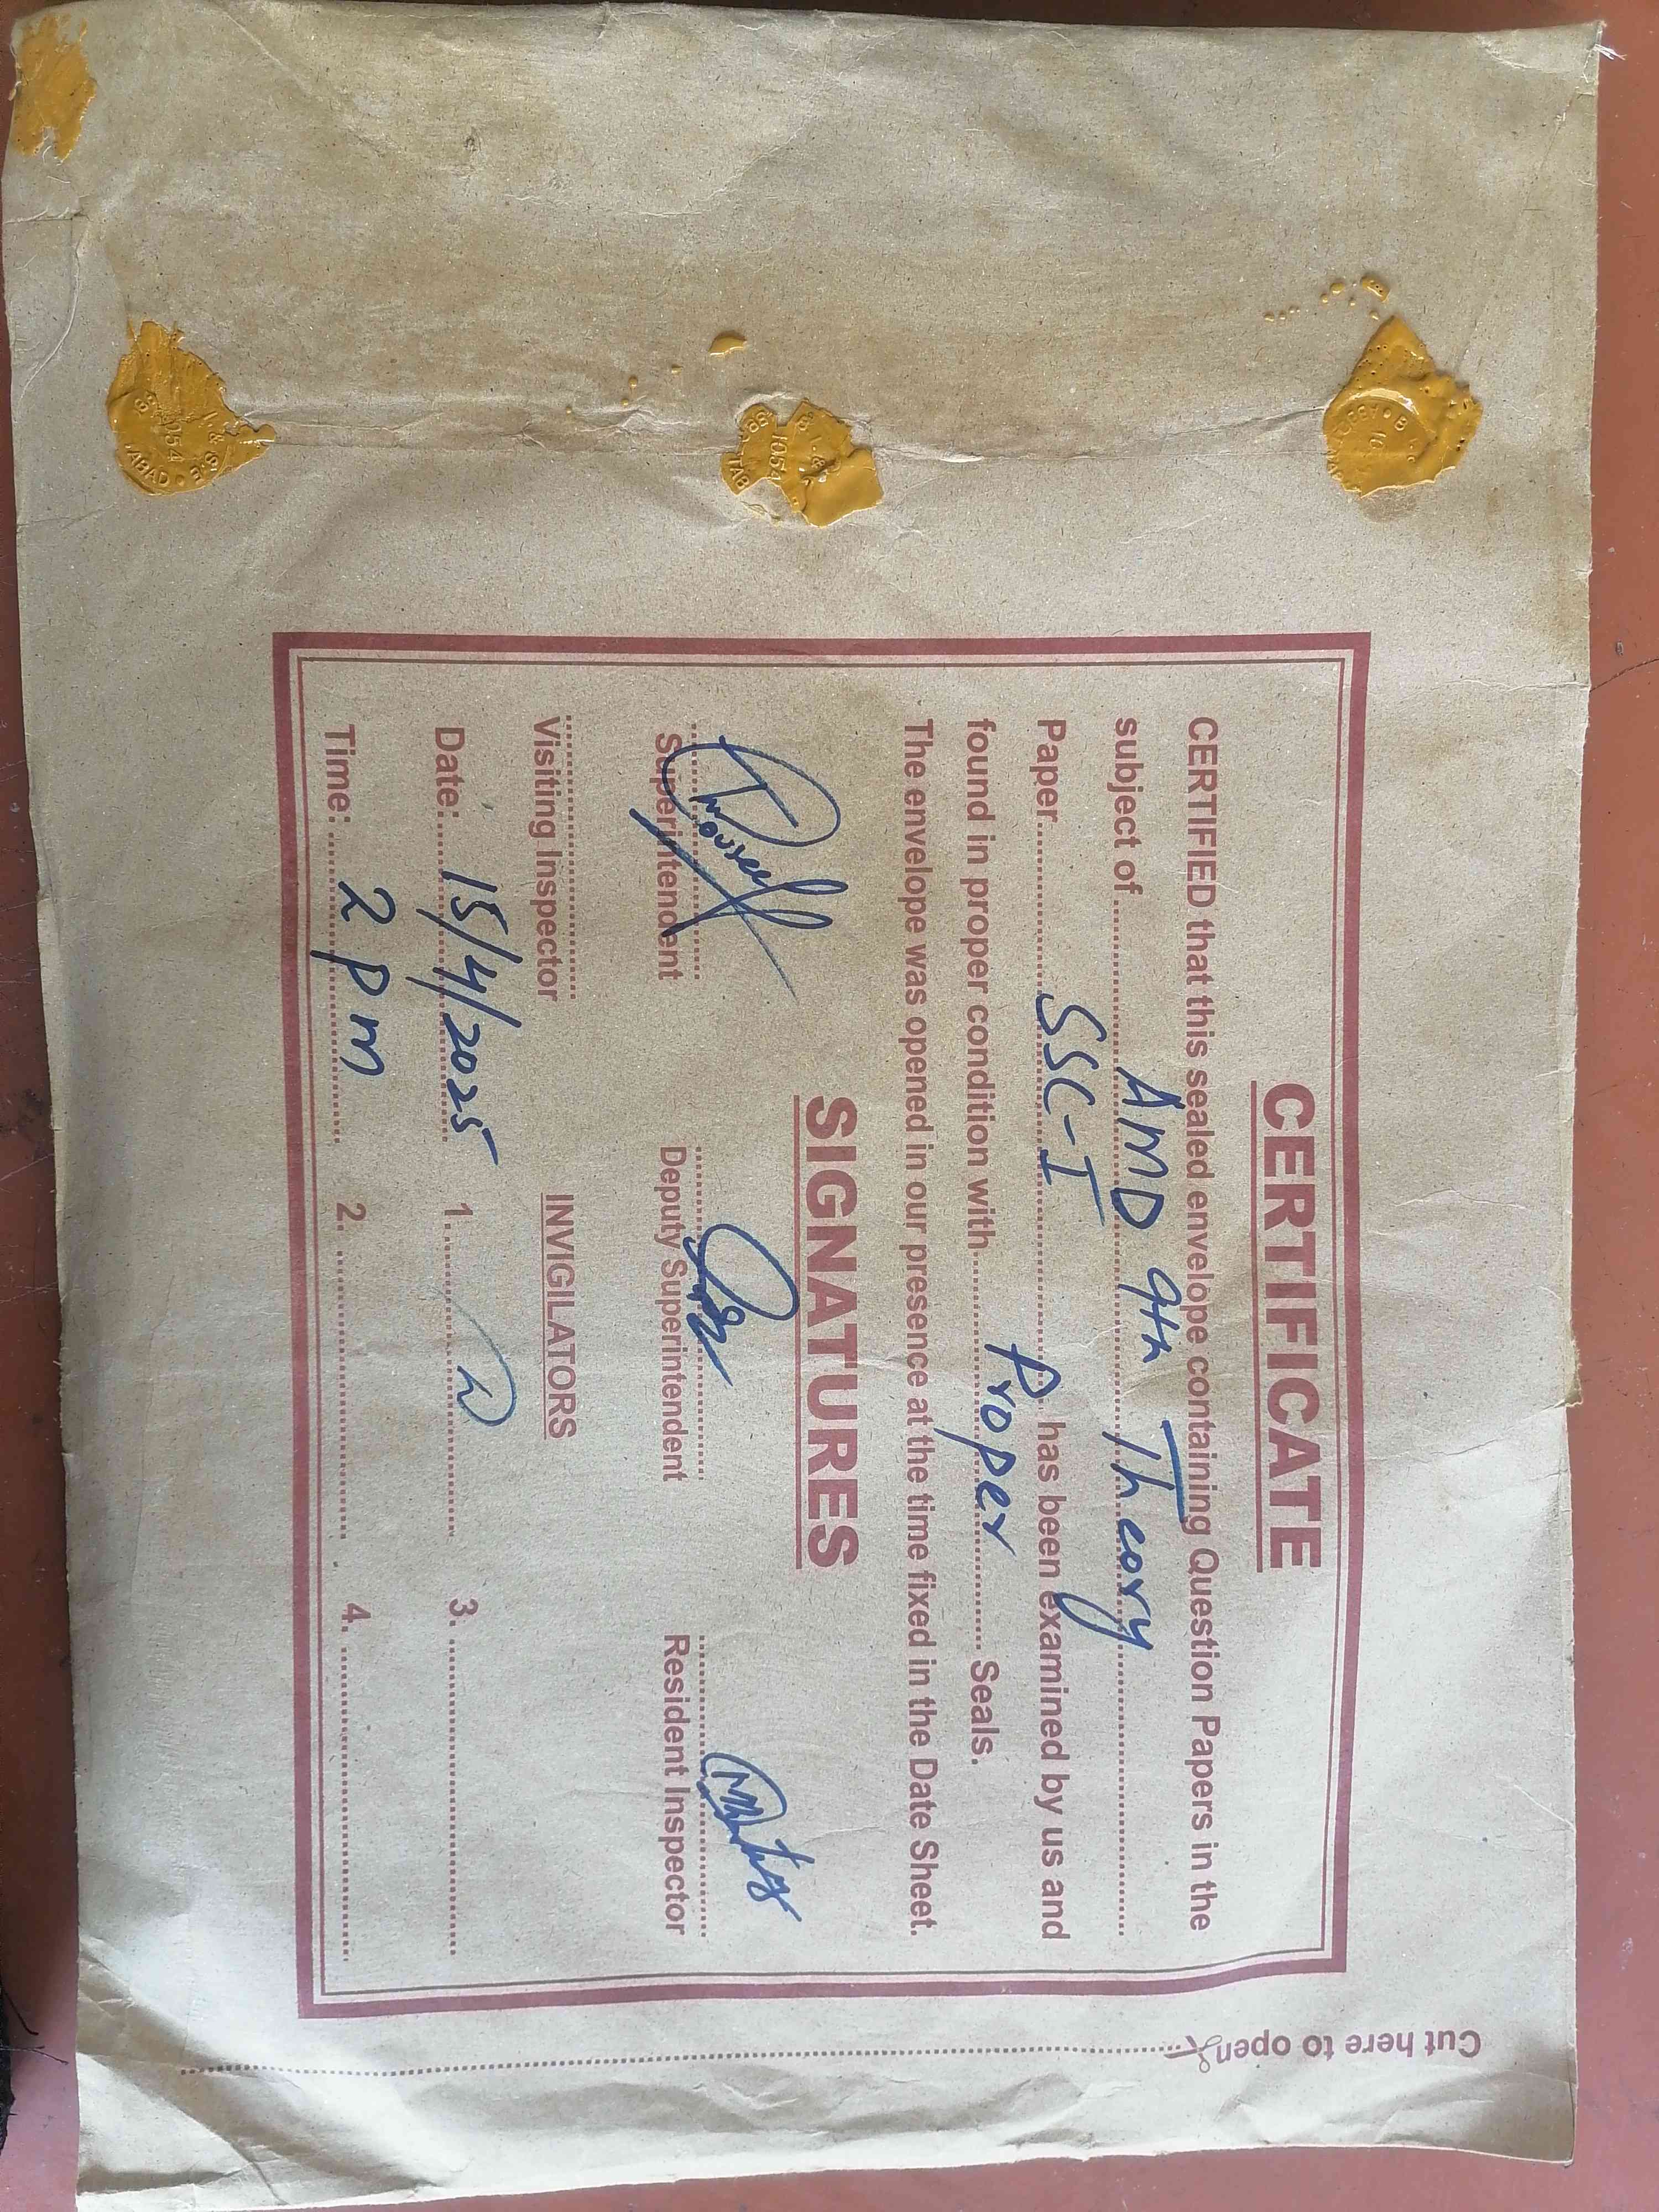 CERTIFICATE
CERTIFIED that this sealed envelope containing Question Papers in the
subject of AMD 9th Theory
Paper SSC-I has been examined by us and
found in proper condition with Proper Seals.
The envelope was opened in our presence at the time fixed in the Date Sheet.
SIGNATURES
Superintendent Deputy Superintendent Resident Inspector
Visiting Inspector INVIGILATORS
Date: 15/4/2025 1. 3.
Time: 2 pm 2. 4.
Cut here to open
1054